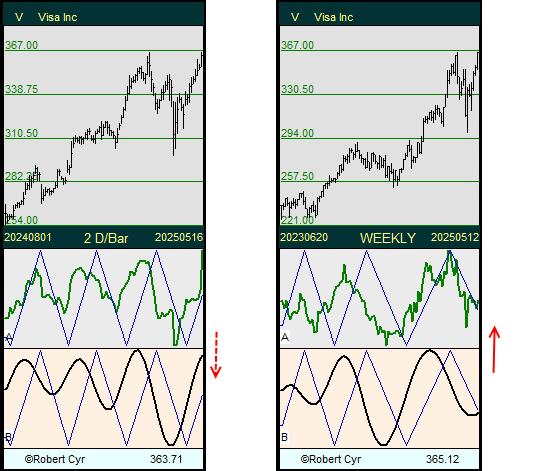 V Visa Inc
367.00
338.75
310.50
282.25
254.00
20240801 2 D/Bar 20250516
A
B
©Robert Cyr 363.71
V Visa Inc
367.00
330.50
294.00
257.50
221.00
20230620 WEEKLY 20250512
A
B
©Robert Cyr 365.12